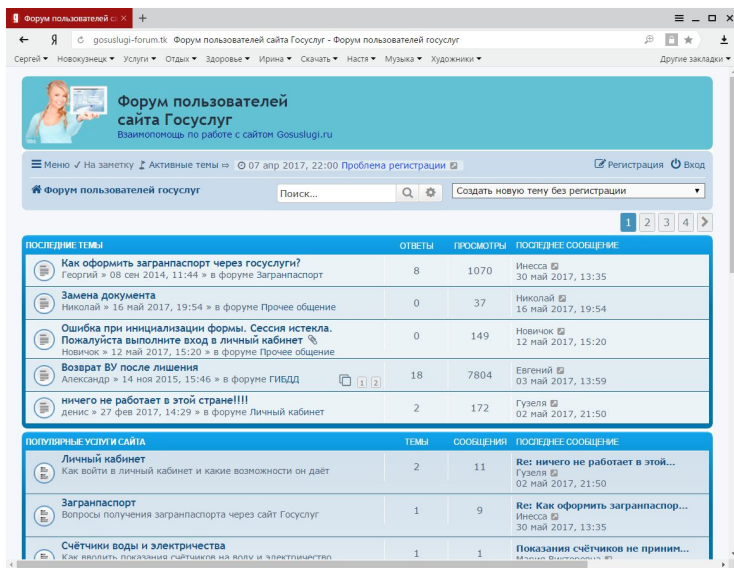 Форум пользователей с
gosuslugi-forum.tk Форум пользователей сайта Госуслуг - Форум пользователей госуслуг
Сергей Новокузнецк Услуги Отдых Здоровье Ирина Скачать Настя Музыка Художники Другие закладки
Форум пользователей
сайта Госуслуг
Взаимопомощь по работе с сайтом Gosuslugi.ru
Меню На заметку Активные темы 07 апр 2017, 22:00 Проблема регистрации Регистрация Вход
Форум пользователей госуслуг Поиск... Создать новую тему без регистрации
1 2 3 4
ПОСЛЕДНИЕ ТЕМЫ ОТВЕТЫ ПРОСМОТРЫ ПОСЛЕДНЕЕ СООБЩЕНИЕ
Как оформить загранпаспорт через госуслуги?
Георгий » 08 сен 2014, 11:44 » в форуме Загранпаспорт
8 1070
Инесса
30 май 2017, 13:35
Замена документа
Николай » 16 май 2017, 19:54 » в форуме Прочее общение
0 37
Николай
16 май 2017, 19:54
Ошибка при инициализации формы. Сессия истекла.
Пожалуйста выполните вход в личный кабинет
Новичок » 12 май 2017, 15:20 » в форуме Прочее общение
0 149
Новичок
12 май 2017, 15:20
Возврат ВУ после лишения
Александр » 14 ноя 2015, 15:46 » в форуме ГИБДД 1 2
18 7804
Евгений
03 май 2017, 13:59
ничего не работает в этой стране!!!!
денис » 27 фев 2017, 14:29 » в форуме Личный кабинет
2 172
Гузеля
02 май 2017, 21:50
ПОПУЛЯРНЫЕ УСЛУГИ САЙТА ТЕМЫ СООБЩЕНИЯ ПОСЛЕДНЕЕ СООБЩЕНИЕ
Личный кабинет
Как войти в личный кабинет и какие возможности он даёт
2 11
Re: ничего не работает в этой...
Гузеля
02 май 2017, 21:50
Загранпаспорт
Вопросы получения загранпаспорта через сайт Госуслуг
1 9
Re: Как оформить загранпаспор...
Инесса
30 май 2017, 13:35
Счётчики воды и электричества
Как вводить показания счётчиков на воду и электричество
1 1
Показания счётчиков не приним...
Мария Викторовна